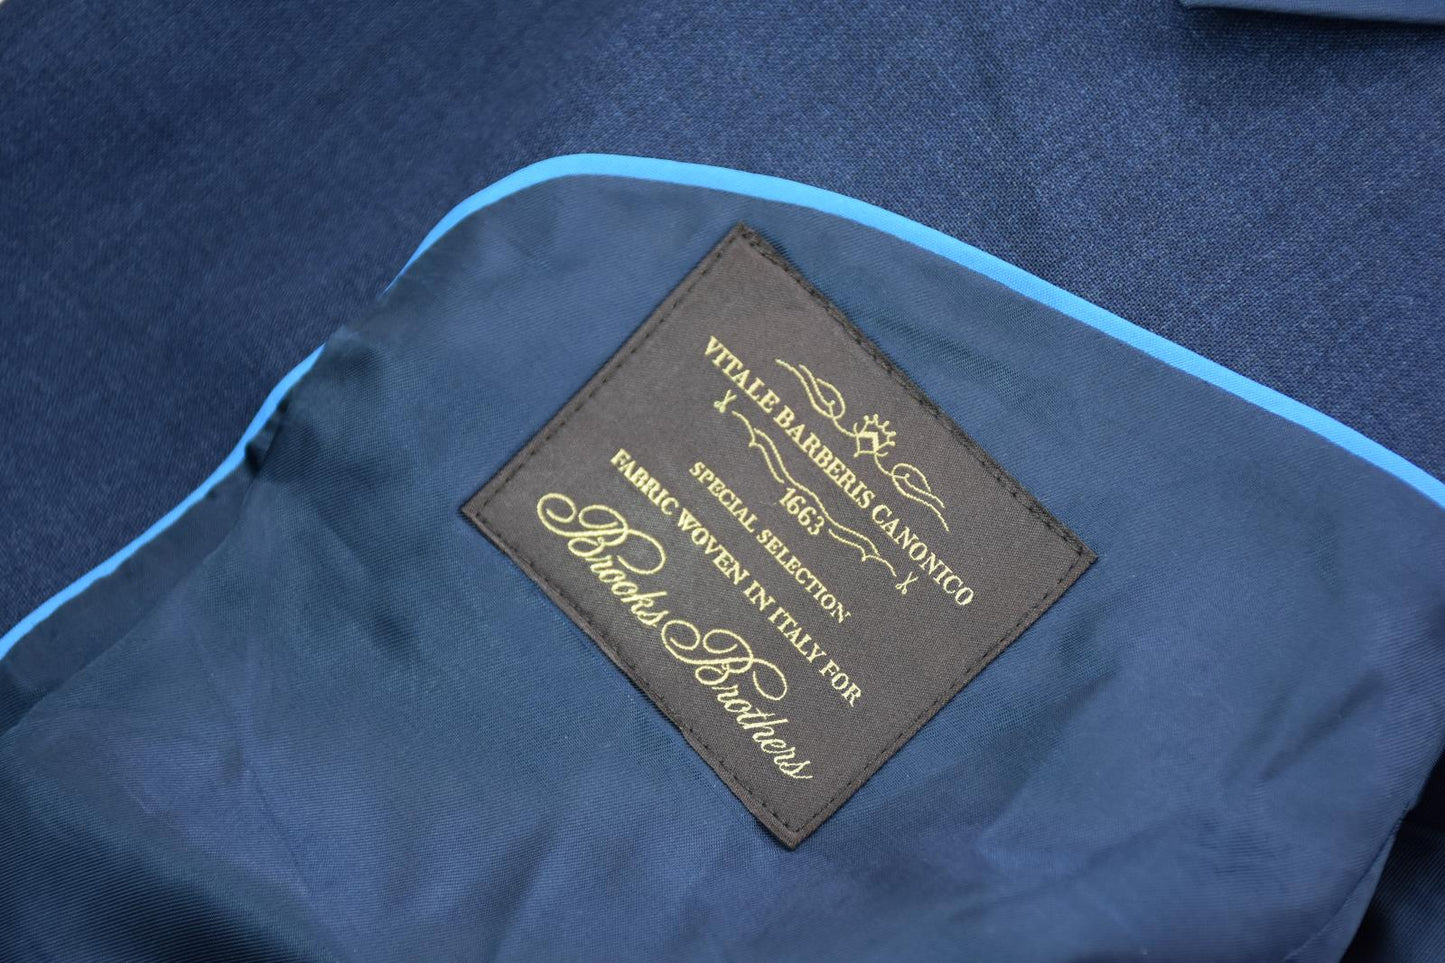 VITALE BARBERIS CANONICO
1663
SPECIAL SELECTION
FABRIC WOVEN IN ITALY FOR
Brooks Brothers